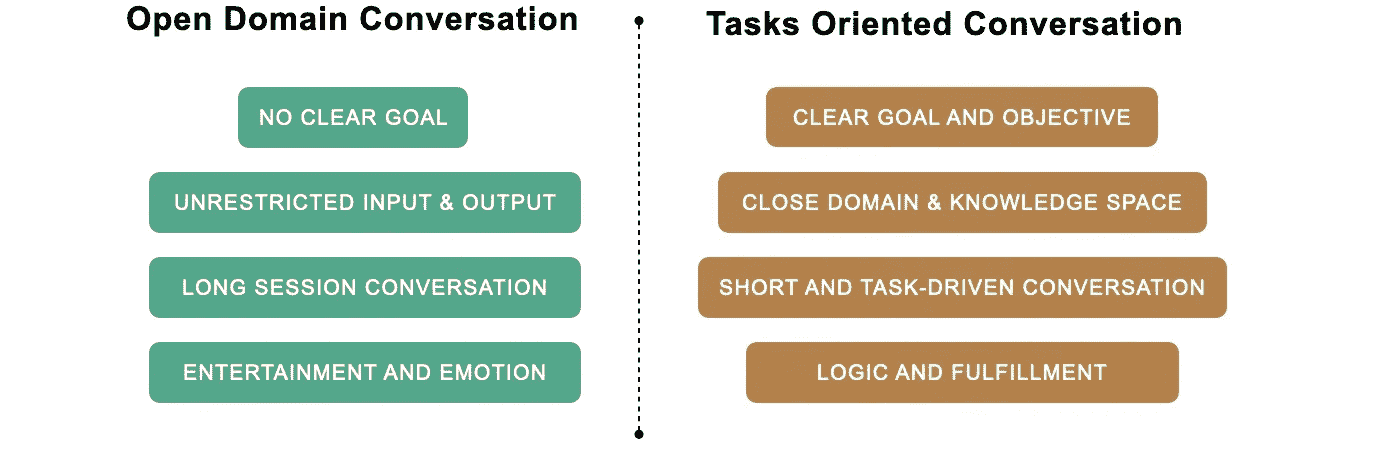 Open Domain Conversation
NO CLEAR GOAL
UNRESTRICTED INPUT & OUTPUT
LONG SESSION CONVERSATION
ENTERTAINMENT AND EMOTION
Tasks Oriented Conversation
CLEAR GOAL AND OBJECTIVE
CLOSE DOMAIN & KNOWLEDGE SPACE
SHORT AND TASK-DRIVEN CONVERSATION
LOGIC AND FULFILLMENT